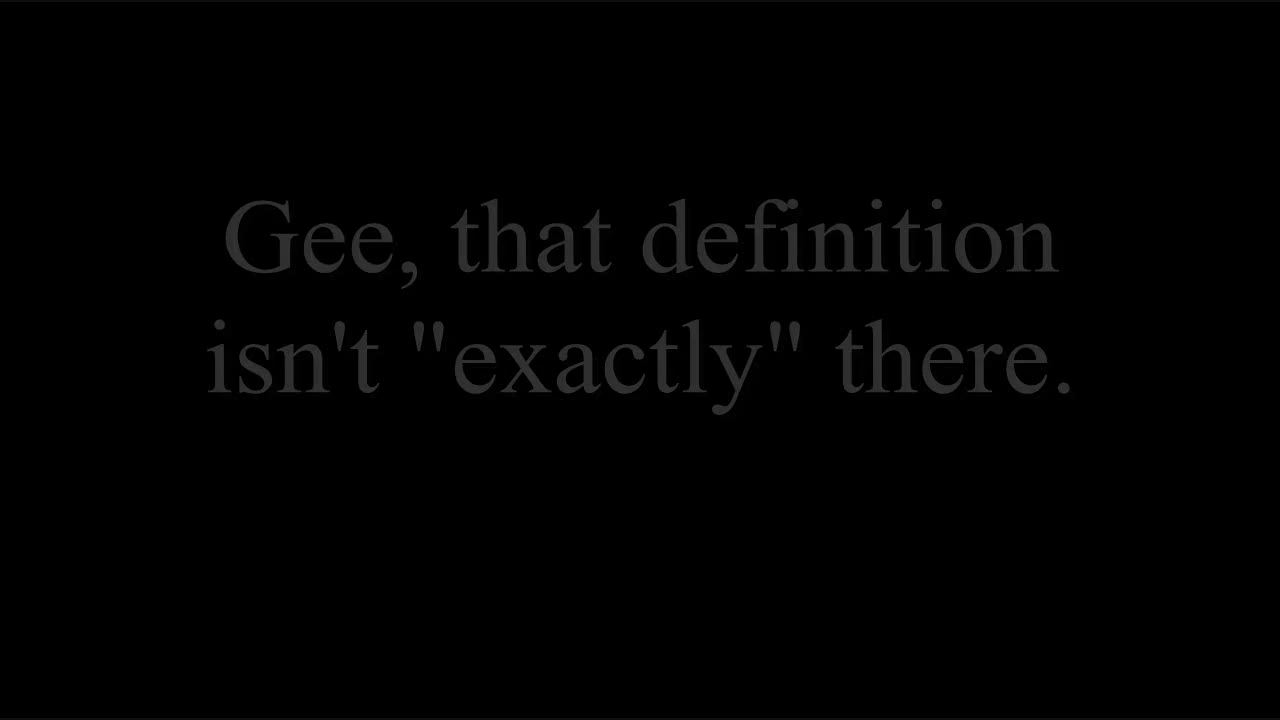 Gee, that definition
isn't "exactly" there.